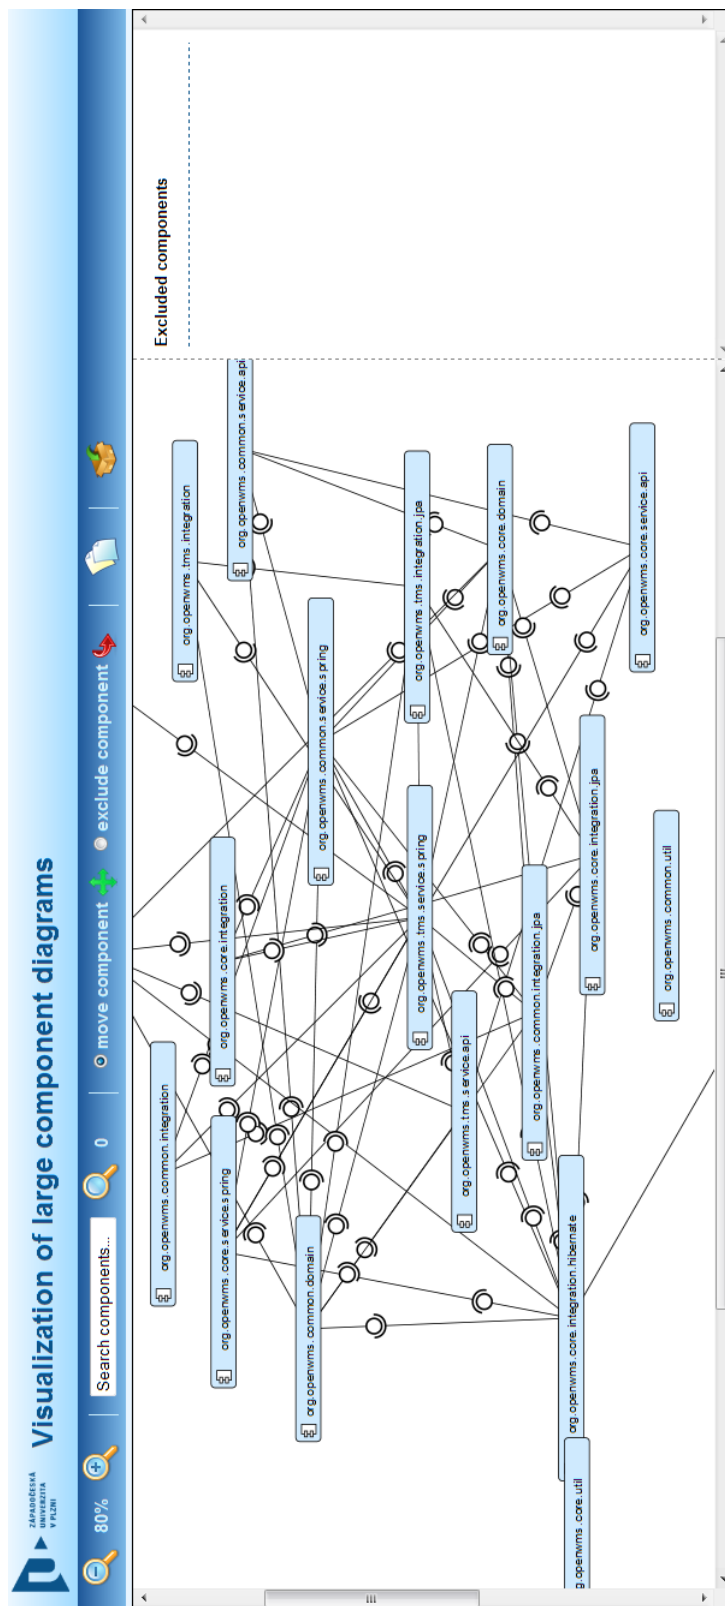 ZÁPADOČESKÁ
UNIVERZITA
V PLZNI
Visualization of large component diagrams
80%
Search components...
0
move component
exclude component
Excluded components
org.openwms.common.integration
org.openwms.tms.integration
org.openwms.core.service.spring
org.openwms.core.integration
org.openwms.common.service.api
org.openwms.common.domain
org.openwms.common.service.spring
org.openwms.tms.service.spring
org.openwms.tms.integration.jpa
org.openwms.tms.service.api
org.openwms.core.domain
org.openwms.common.integration.jpa
org.openwms.core.integration.hibernate
g.openwms.core.util
org.openwms.core.integration.jpa
org.openwms.core.service.api
org.openwms.common.util